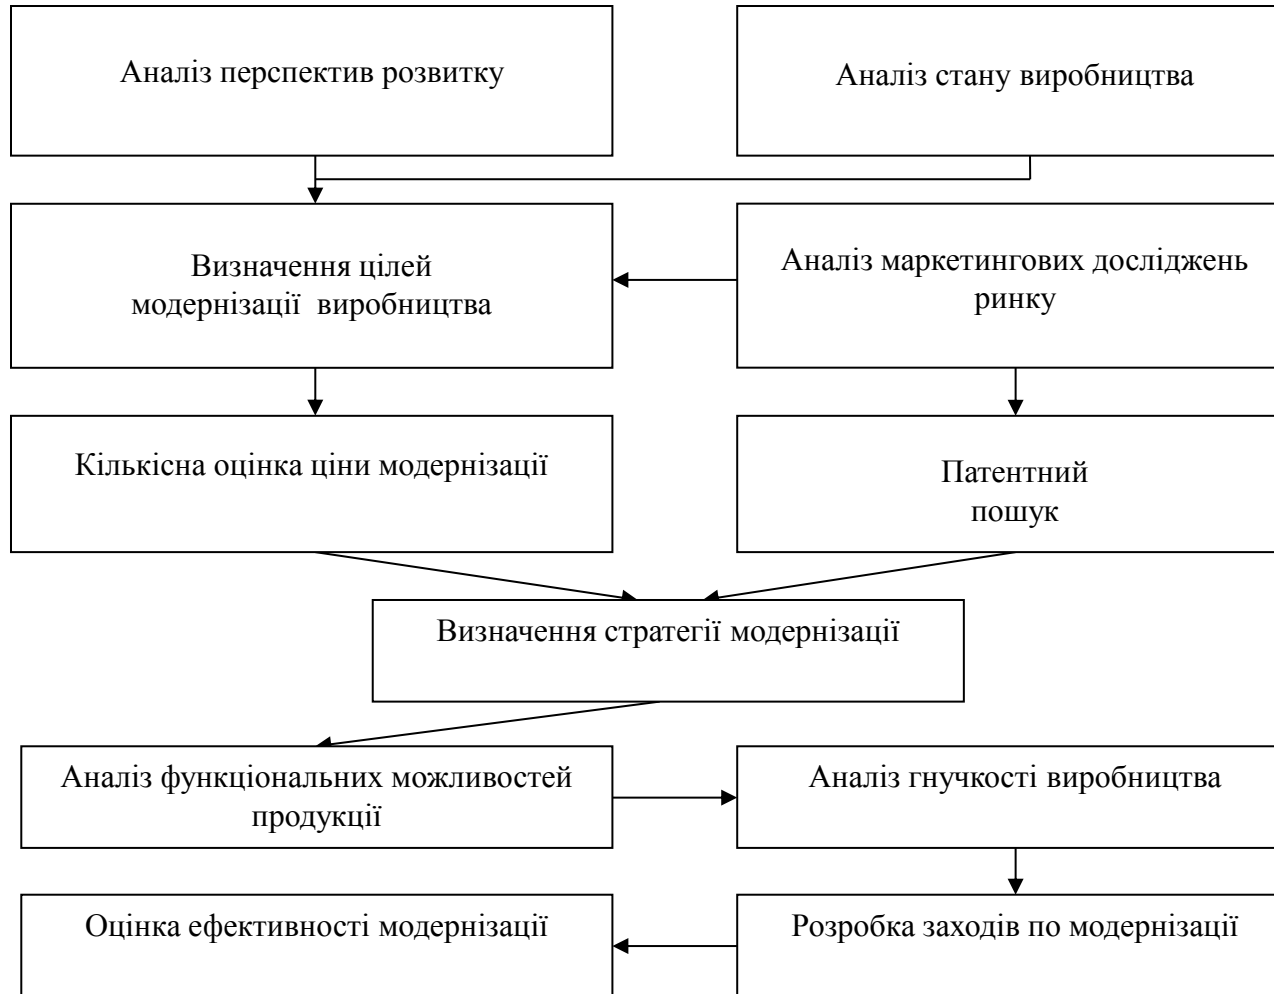 Аналіз перспектив розвитку
Аналіз стану виробництва
Визначення цілей
модернізації виробництва
Аналіз маркетингових досліджень
ринку
Кількісна оцінка ціни модернізації
Патентний
пошук
Визначення стратегії модернізації
Аналіз функціональних можливостей
продукції
Аналіз гнучкості виробництва
Оцінка ефективності модернізації
Розробка заходів по модернізації